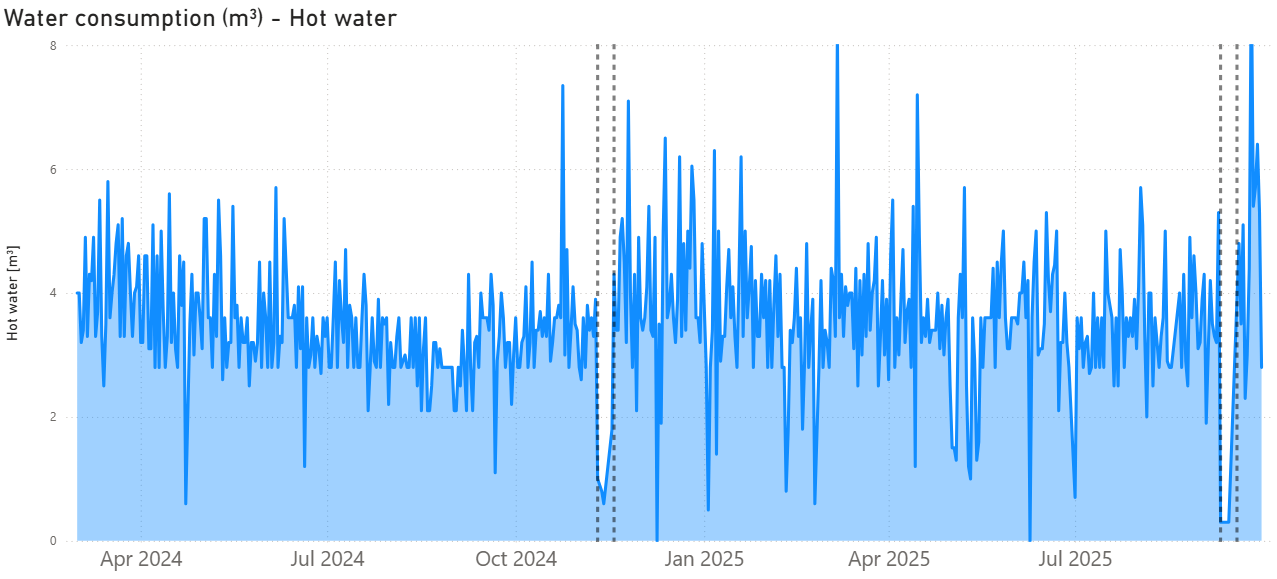 Water consumption (m³) - Hot water
8
6
4
2
0
Hot water [m³]
Apr 2024
Jul 2024
Oct 2024
Jan 2025
Apr 2025
Jul 2025